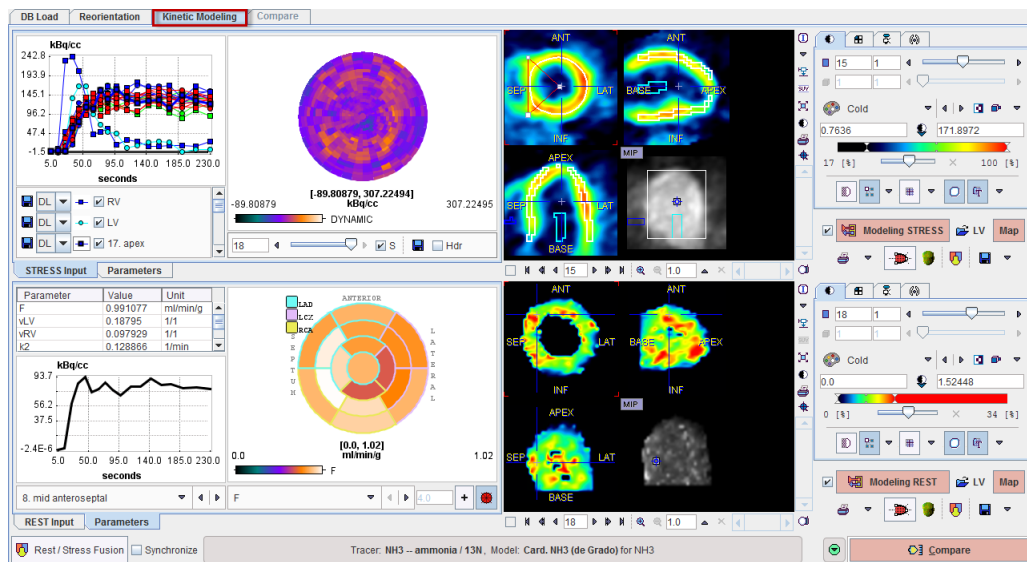 DB Load Reorientation Kinetic Modeling Compare
kBq/cc
242.8
193.9
145.1
96.2
47.4
-1.5
5.0 50.0 95.0 140.0 185.0 230.0
seconds
DL RV
DL LV
DL 17. apex
STRESS Input Parameters
[-89.80879, 307.22494]
-89.80879 kBq/cc 307.22495
DYNAMIC
18 S Hdr
ANT ANT
SEP LAT BASE APEX
INF INF
APEX MIP
SEP LAT
BASE
15 1.0
15 1
1 1
SUV
Cold
0.7636 171.8972
17 [%] 100 [%]
Modeling STRESS LV Map
Parameter Value Unit
F 0.991077 ml/min/g
vLV 0.18795 1/1
vRV 0.097929 1/1
k2 0.128866 1/min
kBq/cc
93.7
56.2
37.5
-2.4E-6
5.0 50.0 95.0 140.0 185.0 230.0
seconds
8. mid anteroseptal
REST Input Parameters
LAD
LCX
RCA
ANTERIOR
SEPTUM
LATERAL
[0.0, 1.02]
0.0 ml/min/g 1.02
F
F 4.0
ANT ANT
SEP LAT BASE APEX
INF INF
APEX MIP
SEP LAT
BASE
18 1.0
18 1
1 1
SUV
Cold
0.0 1.52448
0 [%] 34 [%]
Modeling REST LV Map
Rest / Stress Fusion Synchronize Tracer: NH3 -- ammonia / 13N, Model: Card. NH3 (de Grado) for NH3 Compare